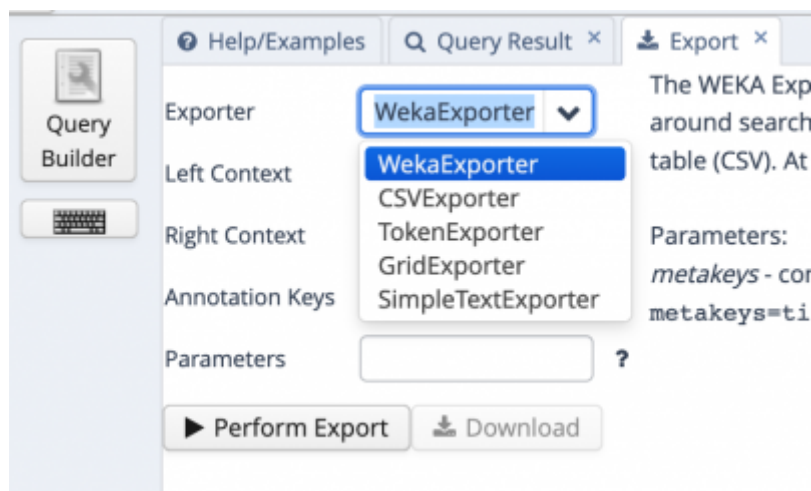 Help/Examples
Query Result ×
Export ×
Query
Builder
Exporter
WekaExporter
WekaExporter
CSVExporter
TokenExporter
GridExporter
SimpleTextExporter
Left Context
Right Context
Annotation Keys
Parameters
?
Perform Export
Download
The WEKA Exp
around search
table (CSV). At
Parameters:
metakeys - cor
metakeys=ti